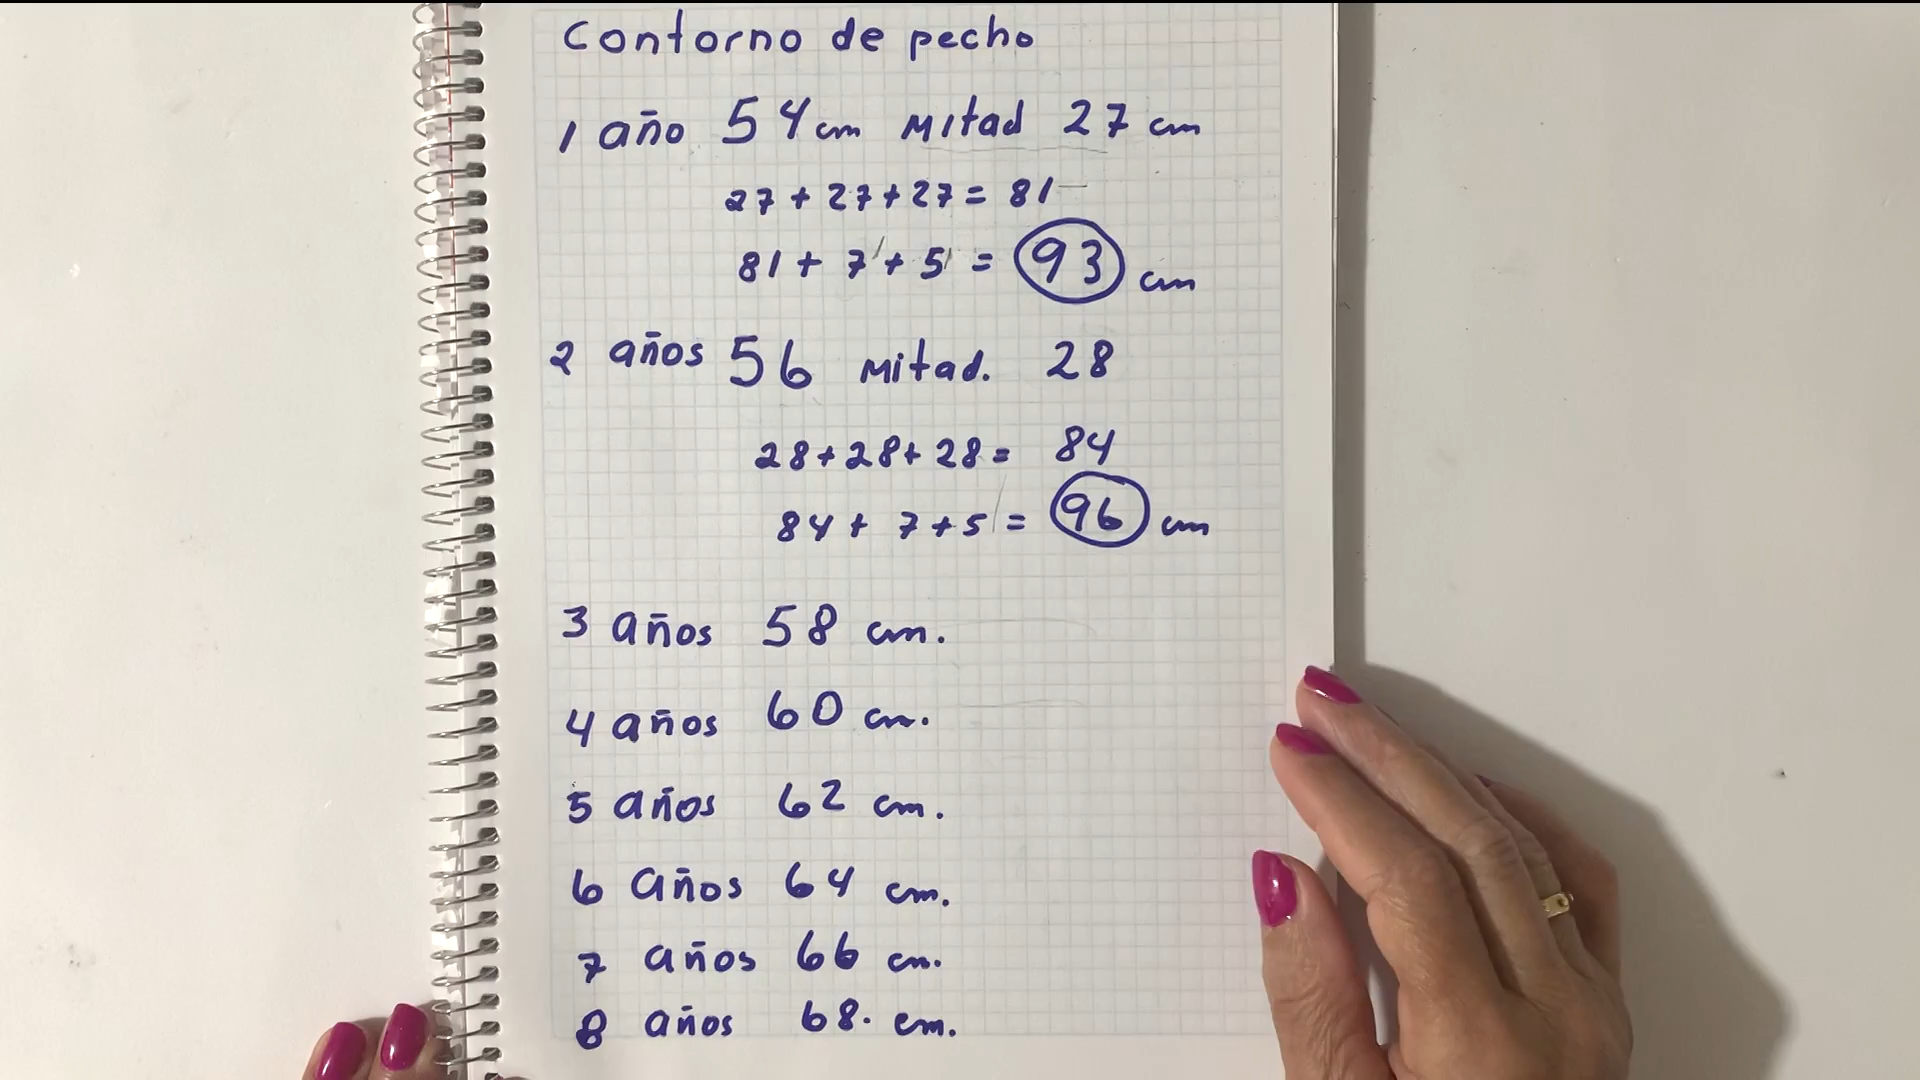 Contorno de pecho
1 año 54 cm Mitad 27 cm
27 + 27 + 27 = 81
81 + 7 + 5 = 93 cm
2 años 56 Mitad. 28
28 + 28 + 28 = 84
84 + 7 + 5 = 96 cm
3 años 58 cm.
4 años 60 cm.
5 años 62 cm.
6 años 64 cm.
7 años 66 cm.
8 años 68. cm.